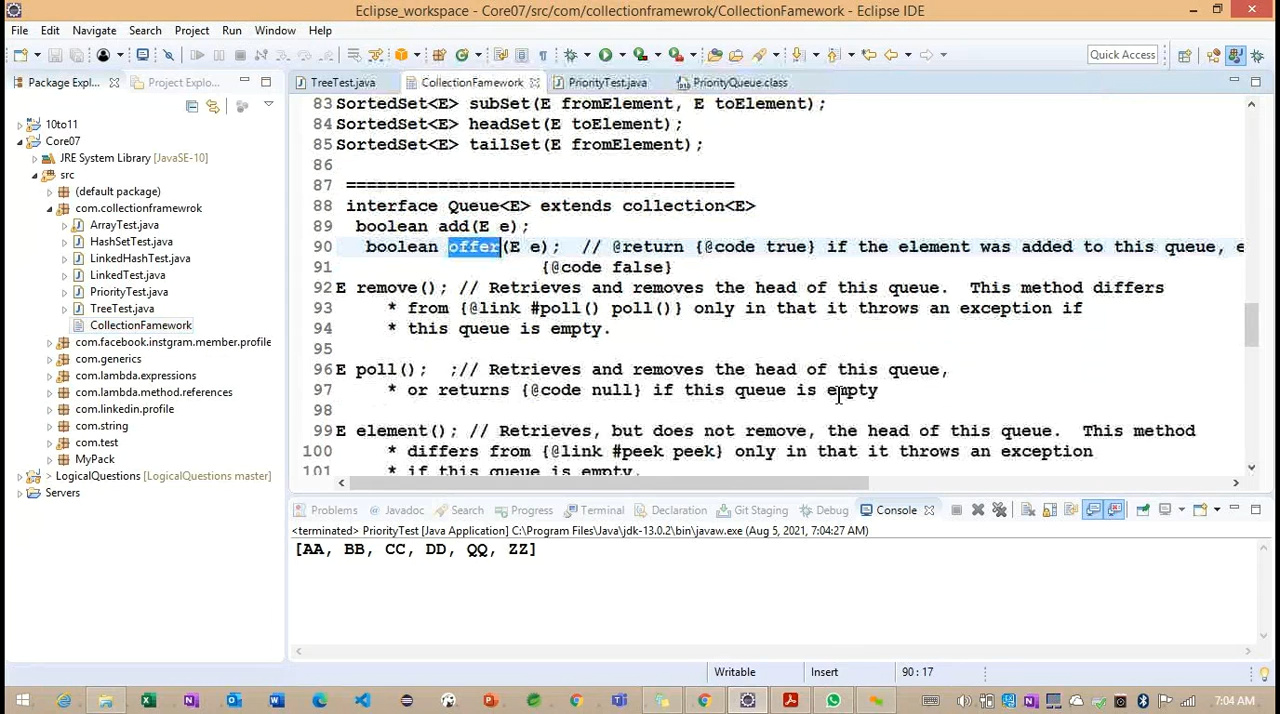 Eclipse_workspace - Core07/src/com/collectionframewrok/CollectionFamework - Eclipse IDE
File Edit Navigate Search Project Run Window Help
Quick Access
Package Expl... Project Explo...
10to11
Core07
JRE System Library [JavaSE-10]
src
(default package)
com.collectionframewrok
ArrayTest.java
HashSetTest.java
LinkedHashTest.java
LinkedTest.java
PriorityTest.java
TreeTest.java
CollectionFamework
com.facebook.instgram.member.profile
com.generics
com.lambda.expressions
com.lambda.method.references
com.linkedin.profile
com.string
com.test
MyPack
> LogicalQuestions [LogicalQuestions master]
Servers
TreeTest.java CollectionFamework PriorityTest.java PriorityQueue.class
83 SortedSet<E> subSet(E fromElement, E toElement);
84 SortedSet<E> headSet(E toElement);
85 SortedSet<E> tailSet(E fromElement);
86
87 ======================================
88 interface Queue<E> extends collection<E>
89 boolean add(E e);
90 boolean offer(E e); // @return {@code true} if the element was added to this queue, e
91 {@code false}
92 E remove(); // Retrieves and removes the head of this queue. This method differs
93 * from {@link #poll() poll()} only in that it throws an exception if
94 * this queue is empty.
95
96 E poll(); ;// Retrieves and removes the head of this queue,
97 * or returns {@code null} if this queue is empty
98
99 E element(); // Retrieves, but does not remove, the head of this queue. This method
100 * differs from {@link #peek peek} only in that it throws an exception
101 * if this queue is empty.
Problems Javadoc Search Progress Terminal Declaration Git Staging Debug Console
<terminated> PriorityTest [Java Application] C:\Program Files\Java\jdk-13.0.2\bin\javaw.exe (Aug 5, 2021, 7:04:27 AM)
[AA, BB, CC, DD, QQ, ZZ]
Writable Insert 90 : 17
7:04 AM